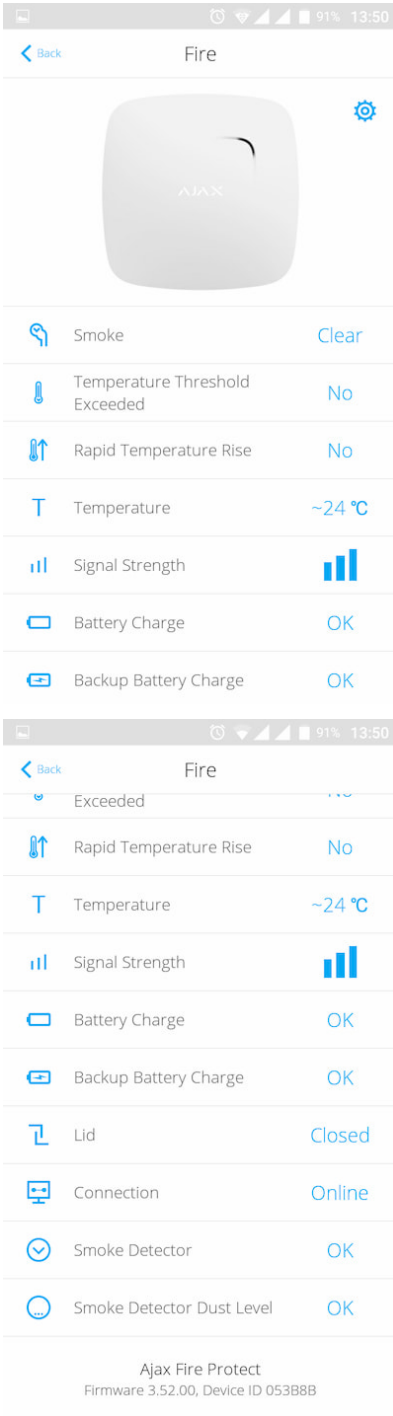 91% 13:50
Back Fire
AJAX
Smoke Clear
Temperature Threshold
Exceeded No
Rapid Temperature Rise No
T Temperature ~24 °C
Signal Strength
Battery Charge OK
Backup Battery Charge OK
91% 13:50
Back Fire
Exceeded No
Rapid Temperature Rise No
T Temperature ~24 °C
Signal Strength
Battery Charge OK
Backup Battery Charge OK
Lid Closed
Connection Online
Smoke Detector OK
Smoke Detector Dust Level OK
Ajax Fire Protect
Firmware 3.52.00, Device ID 053B8B